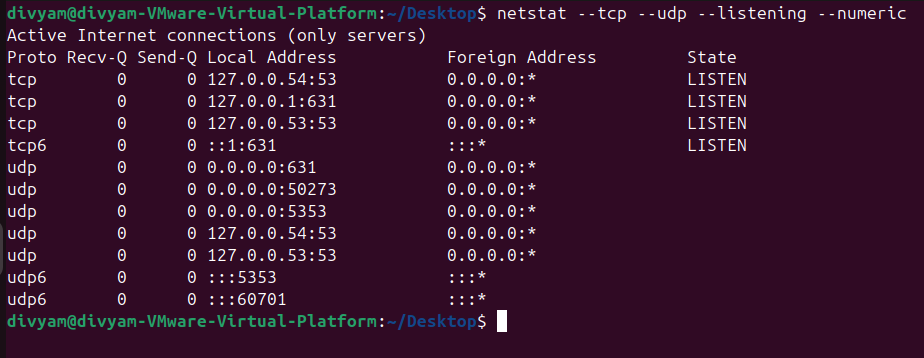 divyam@divyam-VMware-Virtual-Platform:~/Desktop$ netstat --tcp --udp --listening --numeric
Active Internet connections (only servers)
Proto Recv-Q Send-Q Local Address           Foreign Address         State
tcp        0      0 127.0.0.54:53           0.0.0.0:*               LISTEN
tcp        0      0 127.0.0.1:631           0.0.0.0:*               LISTEN
tcp        0      0 127.0.0.53:53           0.0.0.0:*               LISTEN
tcp6       0      0 ::1:631                 :::*                    LISTEN
udp        0      0 0.0.0.0:631             0.0.0.0:*
udp        0      0 0.0.0.0:50273           0.0.0.0:*
udp        0      0 0.0.0.0:5353            0.0.0.0:*
udp        0      0 127.0.0.54:53           0.0.0.0:*
udp        0      0 127.0.0.53:53           0.0.0.0:*
udp6       0      0 :::5353                 :::*
udp6       0      0 :::60701                :::*
divyam@divyam-VMware-Virtual-Platform:~/Desktop$